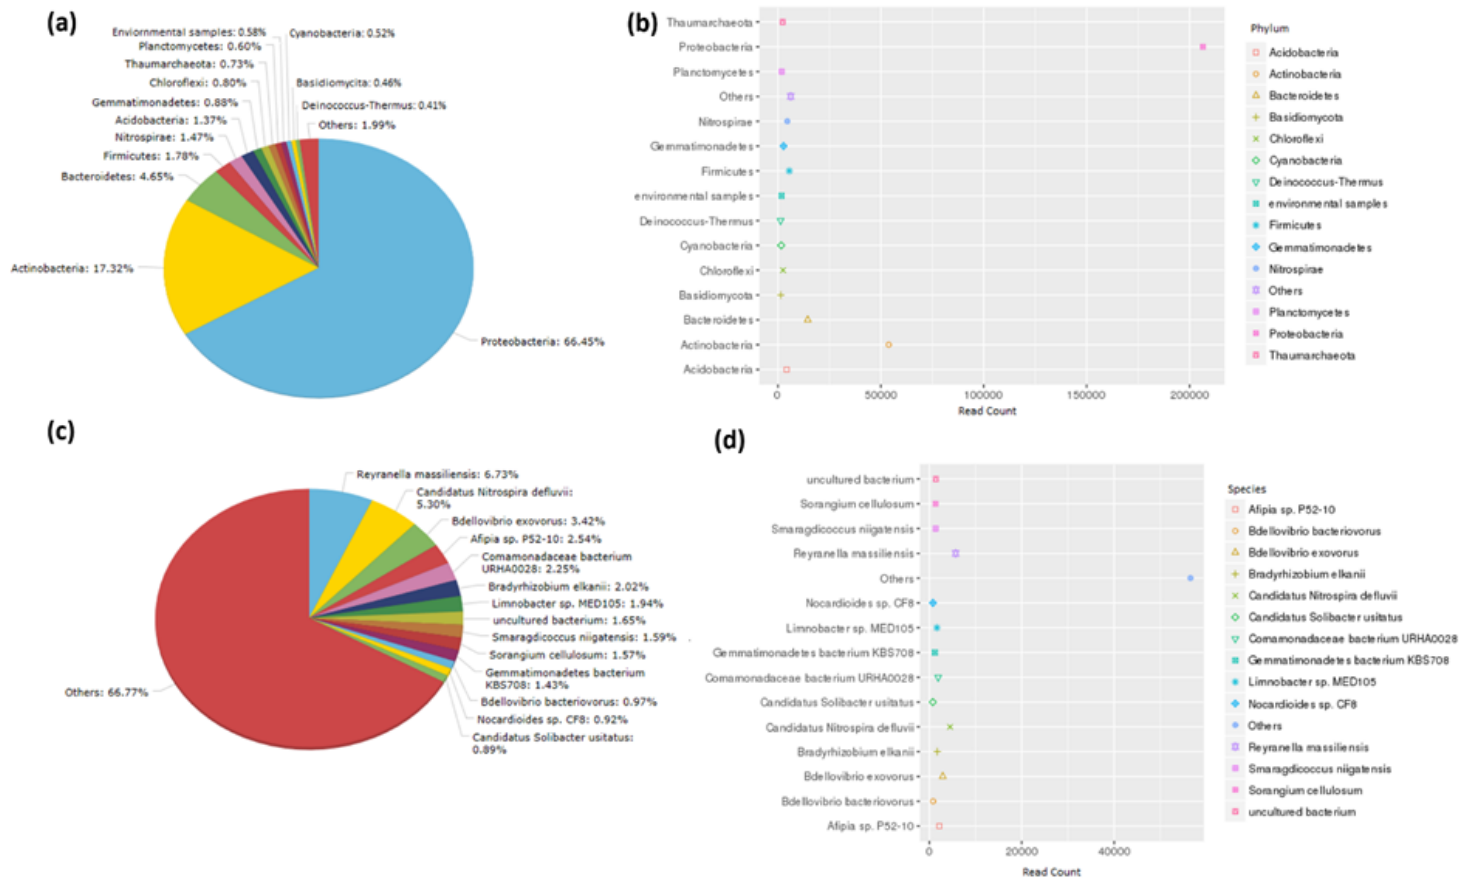 (a)
Enviornmental samples: 0.58%
Cyanobacteria: 0.52%
Planctomycetes: 0.60%
Thaumarchaeota: 0.73%
Chloroflexi: 0.80%
Basidiomycita: 0.46%
Gemmatimonadetes: 0.88%
Deinococcus-Thermus: 0.41%
Acidobacteria: 1.37%
Others: 1.99%
Nitrospirae: 1.47%
Firmicutes: 1.78%
Bacteroidetes: 4.65%
Actinobacteria: 17.32%
Proteobacteria: 66.45%
(b)
Thaumarchaeota
Proteobacteria
Planctomycetes
Others
Nitrospirae
Gemmatimonadetes
Firmicutes
environmental samples
Deinococcus-Thermus
Cyanobacteria
Chloroflexi
Basidiomycota
Bacteroidetes
Actinobacteria
Acidobacteria
0 50000 100000 150000 200000
Read Count
Phylum
Acidobacteria
Actinobacteria
Bacteroidetes
Basidiomycota
Chloroflexi
Cyanobacteria
Deinococcus-Thermus
environmental samples
Firmicutes
Gemmatimonadetes
Nitrospirae
Others
Planctomycetes
Proteobacteria
Thaumarchaeota
(c)
Reyranella massiliensis: 6.73%
Candidatus Nitrospira defluvii:
5.30%
Bdellovibrio exovorus: 3.42%
Afipia sp. P52-10: 2.54%
Comamonadaceae bacterium
URHA0028: 2.25%
Bradyrhizobium elkanii: 2.02%
Limnobacter sp. MED105: 1.94%
uncultured bacterium: 1.65%
Smaragdicoccus niigatensis: 1.59%
Sorangium cellulosum: 1.57%
Gemmatimonadetes bacterium
KBS708: 1.43%
Bdellovibrio bacteriovorus: 0.97%
Nocardioides sp. CF8: 0.92%
Candidatus Solibacter usitatus:
0.89%
Others: 66.77%
(d)
uncultured bacterium
Sorangium cellulosum
Smaragdicoccus niigatensis
Reyranella massiliensis
Others
Nocardioides sp. CF8
Limnobacter sp. MED105
Gemmatimonadetes bacterium KBS708
Comamonadaceae bacterium URHA0028
Candidatus Solibacter usitatus
Candidatus Nitrospira defluvii
Bradyrhizobium elkanii
Bdellovibrio exovorus
Bdellovibrio bacteriovorus
Afipia sp. P52-10
0 20000 40000
Read Count
Species
Afipia sp. P52-10
Bdellovibrio bacteriovorus
Bdellovibrio exovorus
Bradyrhizobium elkanii
Candidatus Nitrospira defluvii
Candidatus Solibacter usitatus
Comamonadaceae bacterium URHA0028
Gemmatimonadetes bacterium KBS708
Limnobacter sp. MED105
Nocardioides sp. CF8
Others
Reyranella massiliensis
Smaragdicoccus niigatensis
Sorangium cellulosum
uncultured bacterium